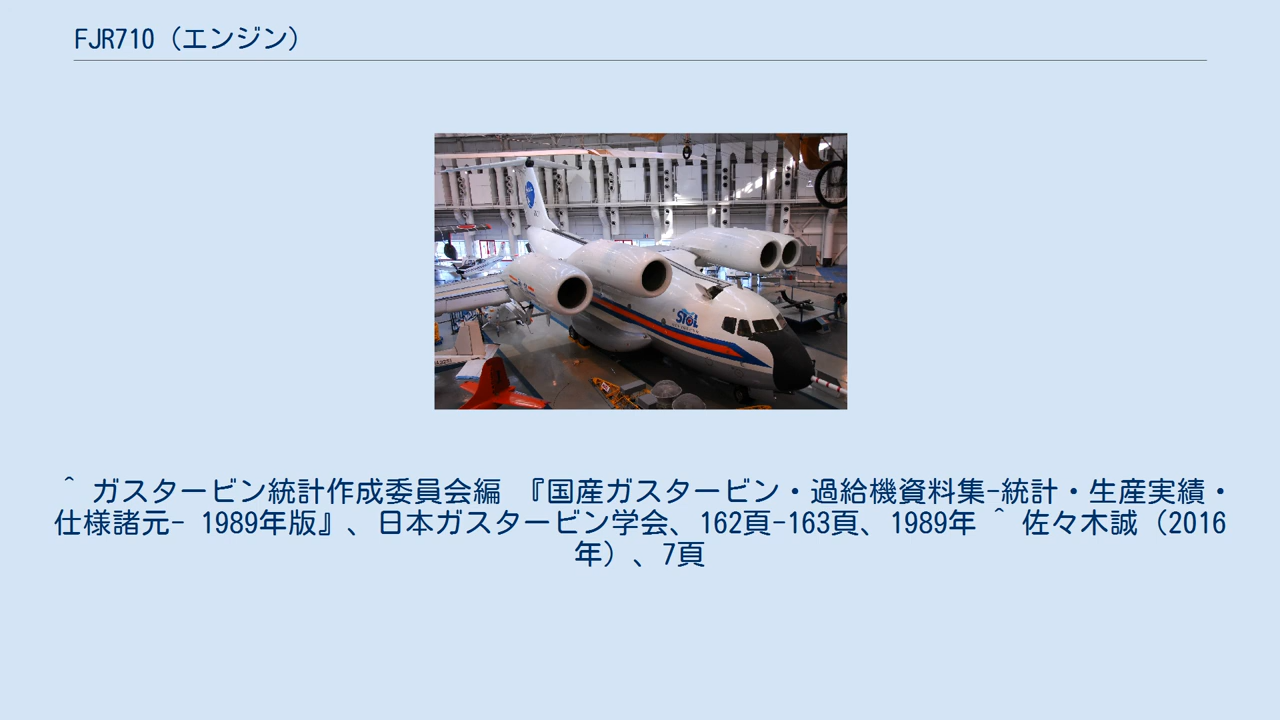 FJR710（エンジン）
STOL
^ ガスタービン統計作成委員会編 『国産ガスタービン・過給機資料集-統計・生産実績・
仕様諸元- 1989年版』、日本ガスタービン学会、162頁-163頁、1989年 ^ 佐々木誠（2016
年）、7頁